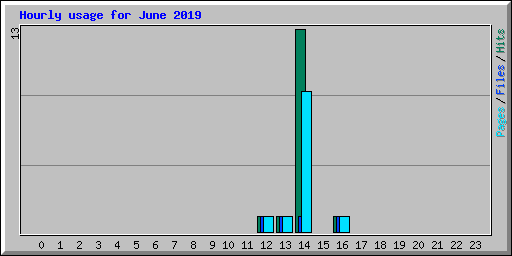 Hourly usage for June 2019
13
Pages/Files/Hits
0 1 2 3 4 5 6 7 8 9 10 11 12 13 14 15 16 17 18 19 20 21 22 23